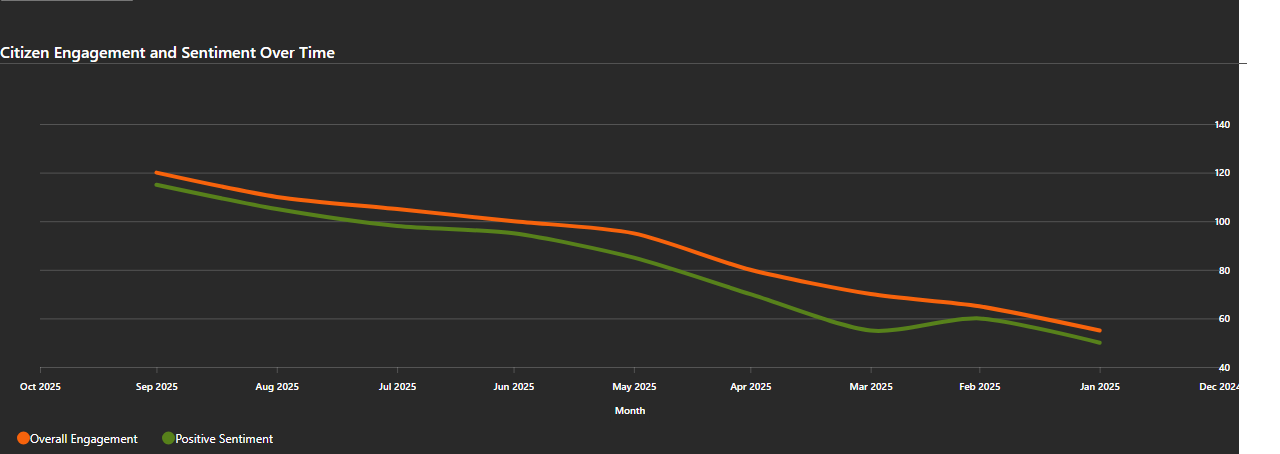 Citizen Engagement and Sentiment Over Time
140
120
100
80
60
40
Oct 2025 Sep 2025 Aug 2025 Jul 2025 Jun 2025 May 2025 Apr 2025 Mar 2025 Feb 2025 Jan 2025 Dec 2024
Month
Overall Engagement Positive Sentiment